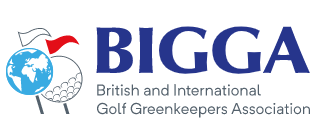 BIGGA
British and International
Golf Greenkeepers Association